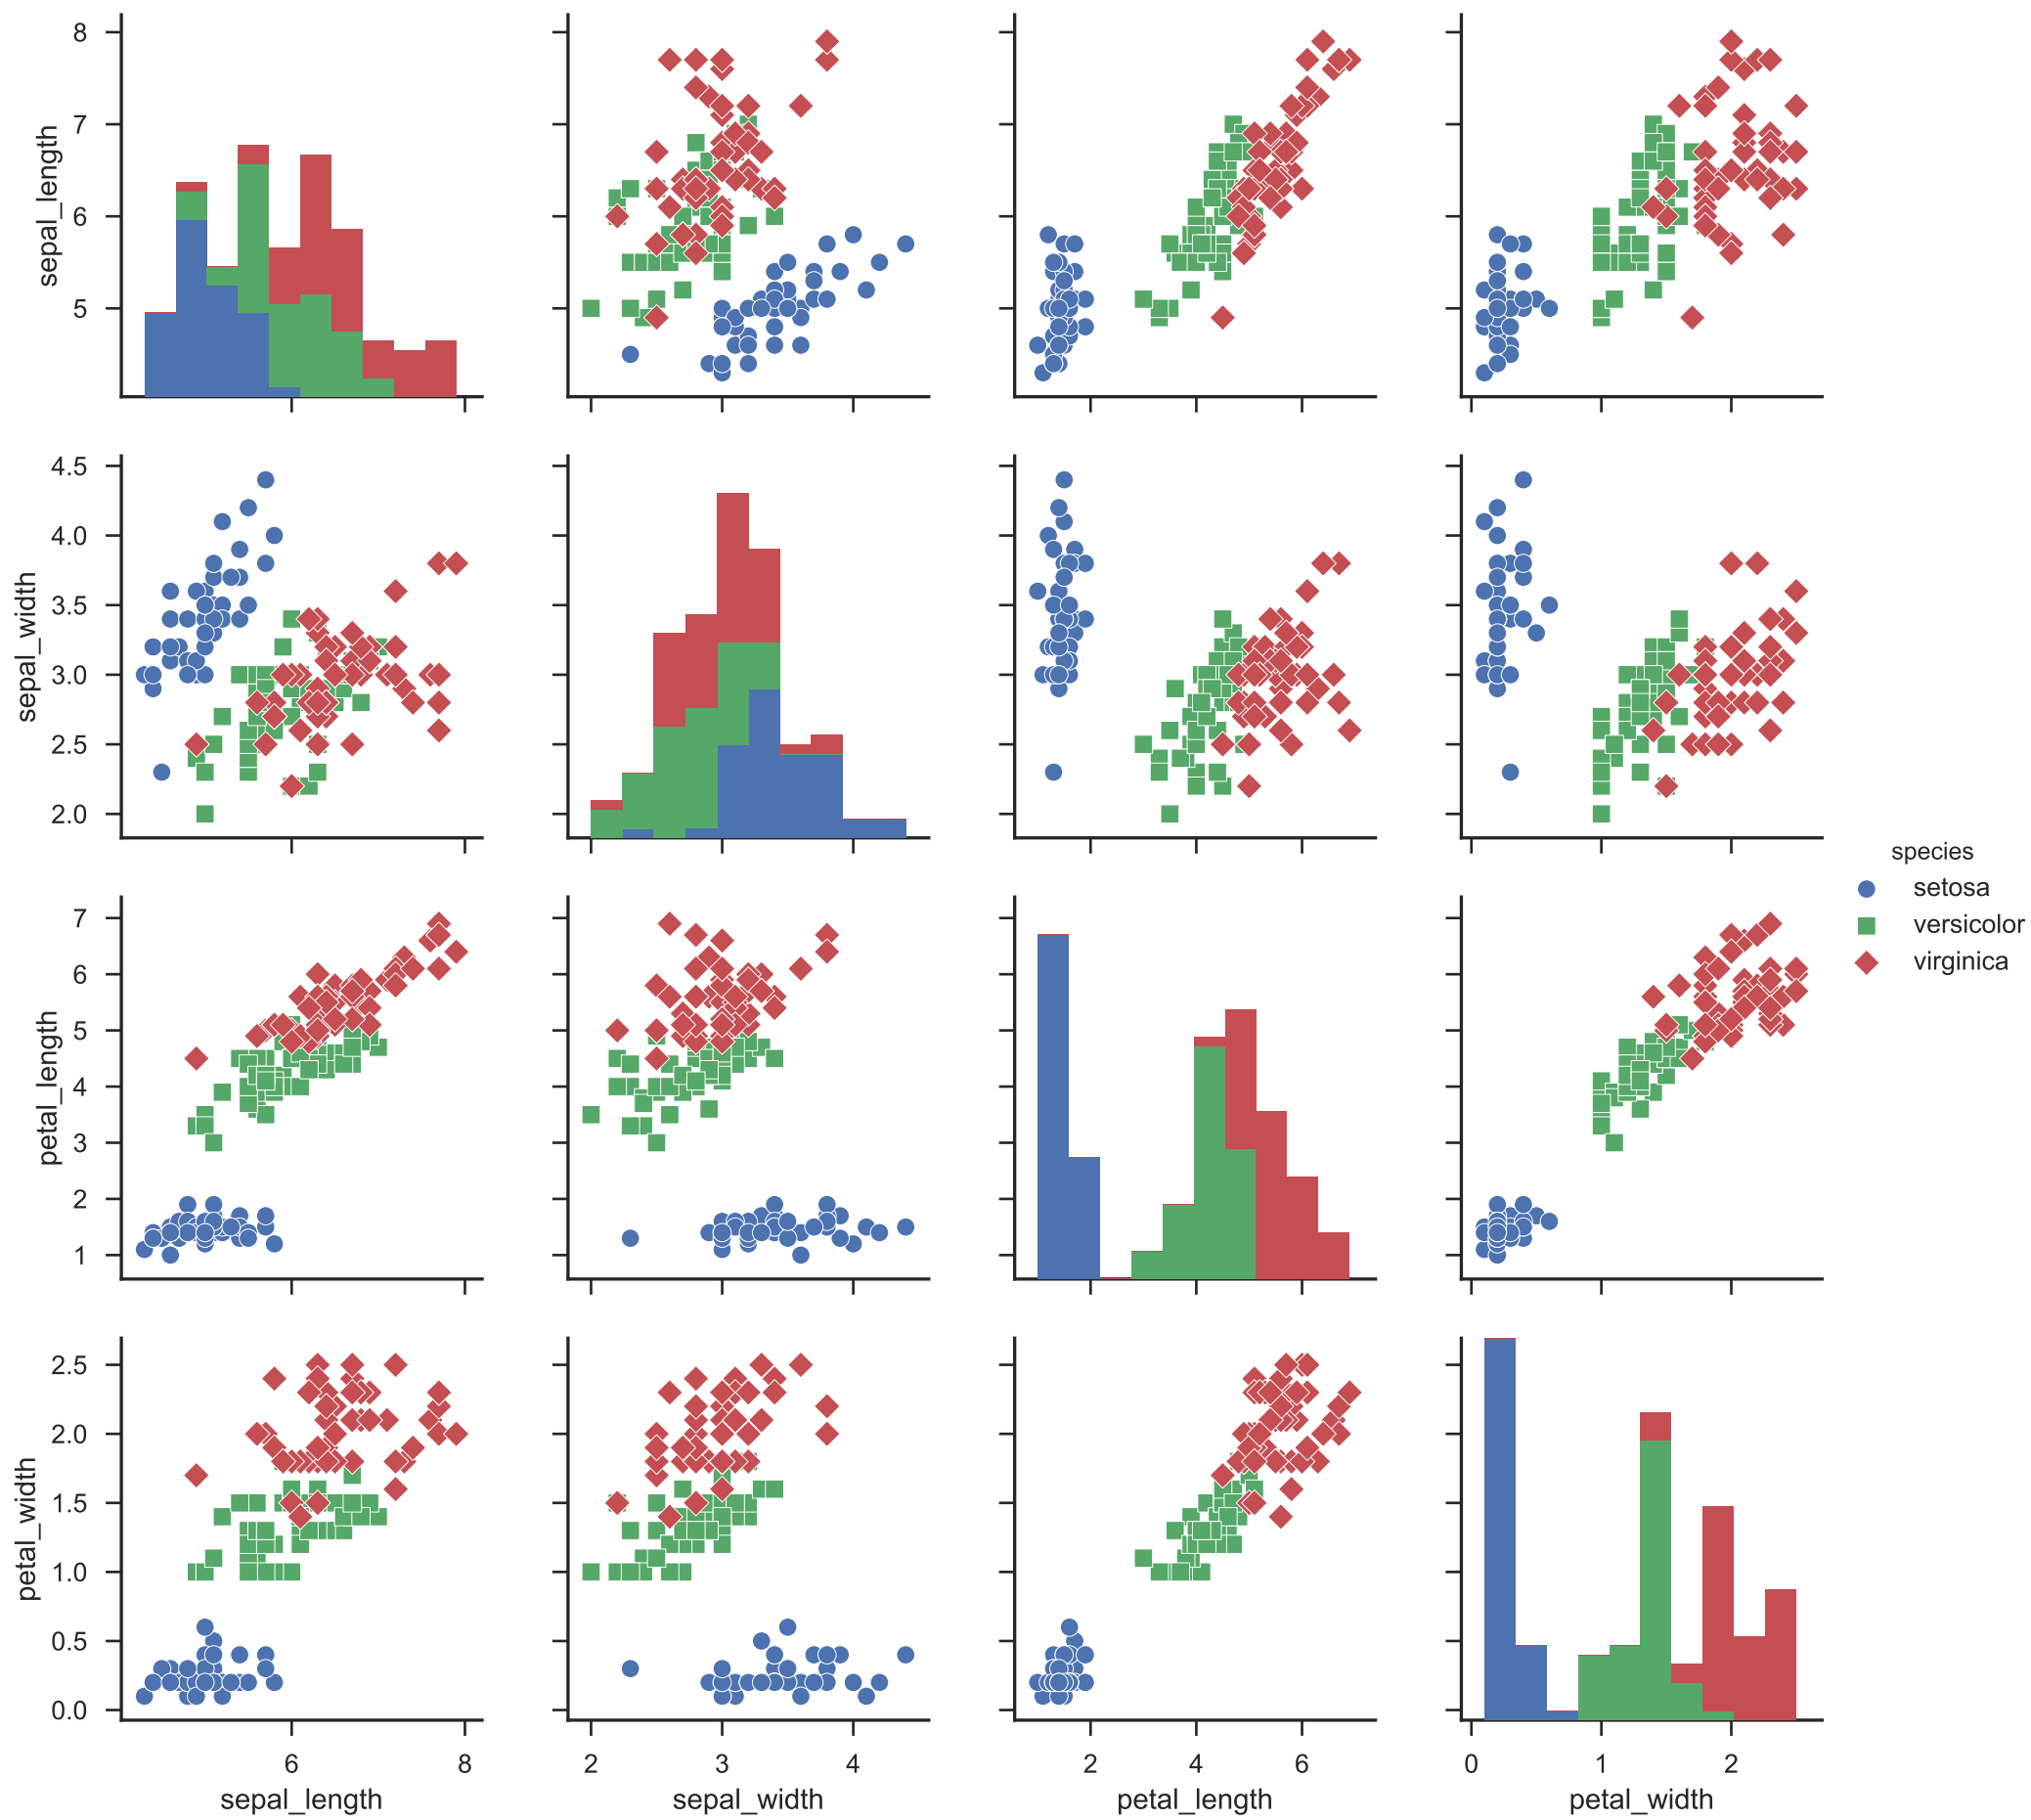 8
7
6
5
sepal_length
4.5
4.0
3.5
3.0
2.5
2.0
sepal_width
species
setosa
versicolor
virginica
7
6
5
4
3
2
1
petal_length
2.5
2.0
1.5
1.0
0.5
0.0
petal_width
6 8
2 3 4
2 4 6
0 1 2
sepal_length
sepal_width
petal_length
petal_width